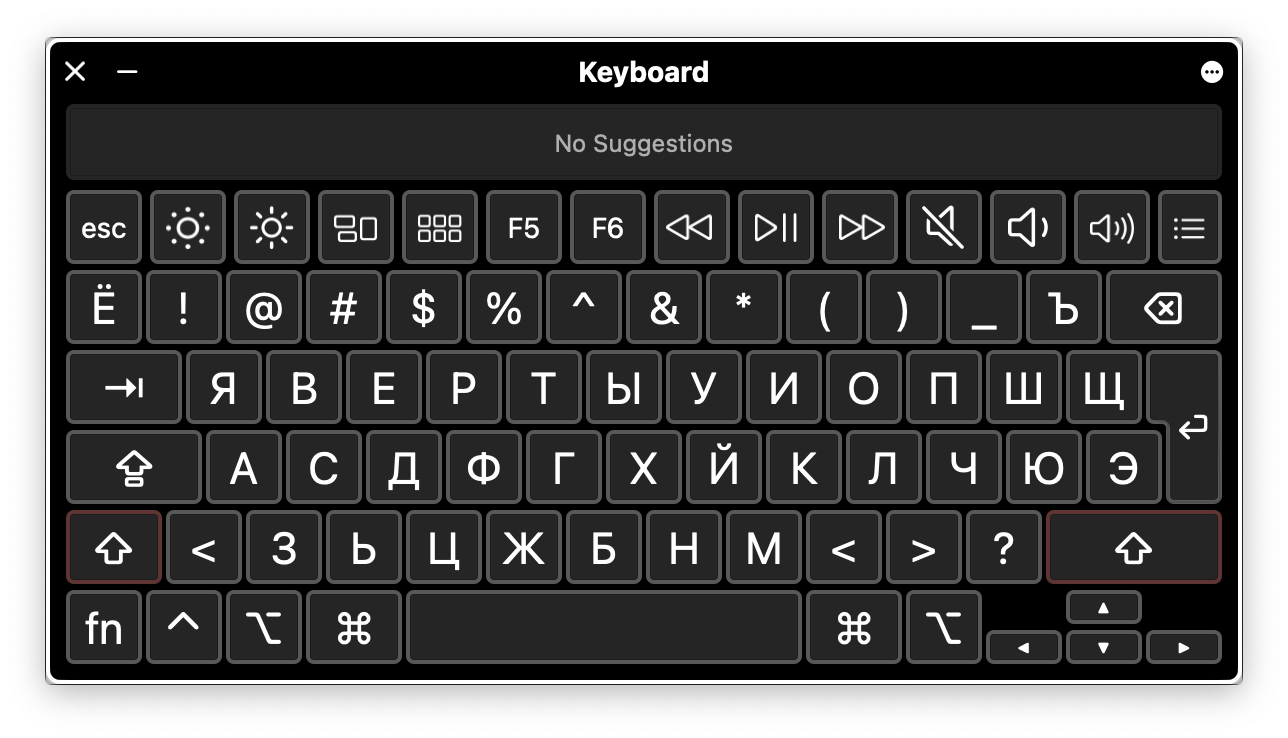 Keyboard
No Suggestions
esc F5 F6
Ё ! @ # $ % ^ & * ( ) _ Ъ
Я В Е Р Т Ы У И О П Ш Щ
А С Д Ф Г Х Й К Л Ч Ю Э
< З Ь Ц Ж Б Н М < > ?
fn ^ ⌥ ⌘ ⌘ ⌥